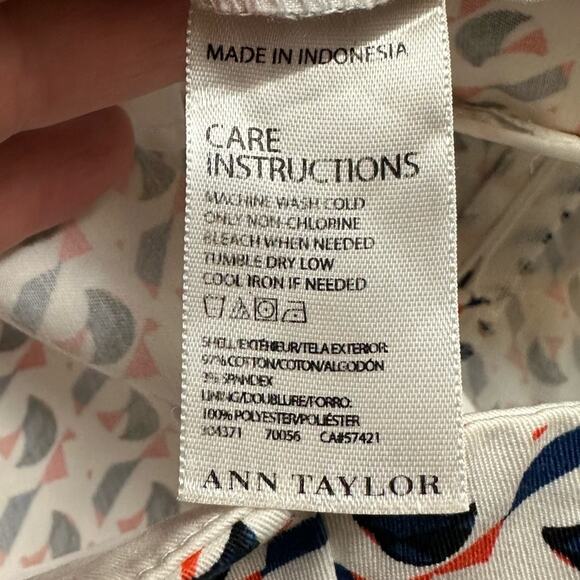 MADE IN INDONESIA
CARE
INSTRUCTIONS
MACHINE WASH COLD
ONLY NON-CHLORINE
BLEACH WHEN NEEDED
TUMBLE DRY LOW
COOL IRON IF NEEDED
SHELL/EXTÉRIEUR/TELA EXTERIOR:
97% COTTON/COTON/ALGODÓN
3% SPANDEX
LINING/DOUBLURE/FORRO:
100% POLYESTER/POLIÉSTER
304371 70056 CA#57421
ANN TAYLOR